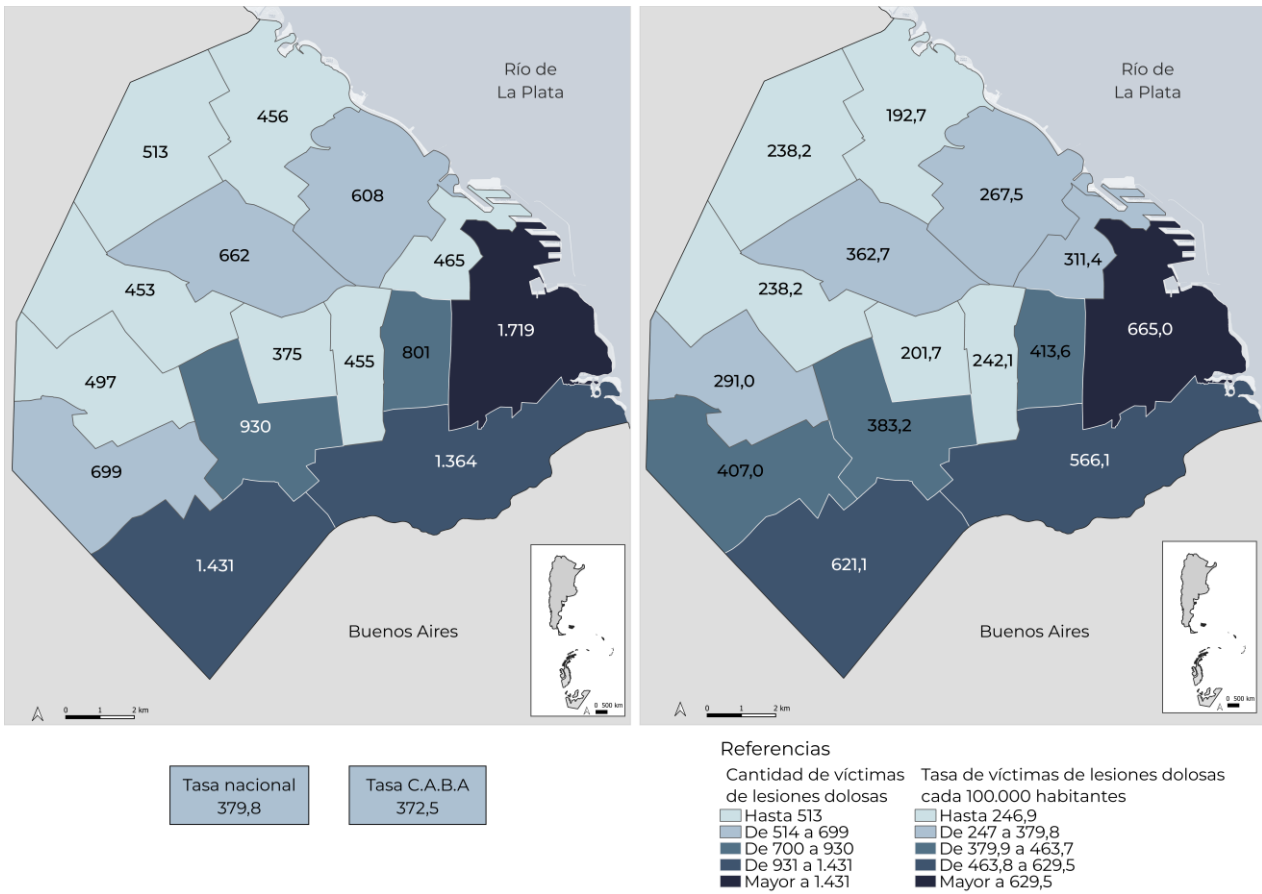 Río de
La Plata
456
513
608
662
465
453
1.719
375
455
801
497
930
699
1.364
1.431
Buenos Aires
0 1 2 km
0 500 km
Río de
La Plata
192,7
238,2
267,5
362,7
311,4
238,2
665,0
201,7
242,1
413,6
291,0
383,2
407,0
566,1
621,1
Buenos Aires
0 1 2 km
0 500 km
Tasa nacional
379,8
Tasa C.A.B.A
372,5
Referencias
Cantidad de víctimas
de lesiones dolosas
Hasta 513
De 514 a 699
De 700 a 930
De 931 a 1.431
Mayor a 1.431
Tasa de víctimas de lesiones dolosas
cada 100.000 habitantes
Hasta 246,9
De 247 a 379,8
De 379,9 a 463,7
De 463,8 a 629,5
Mayor a 629,5